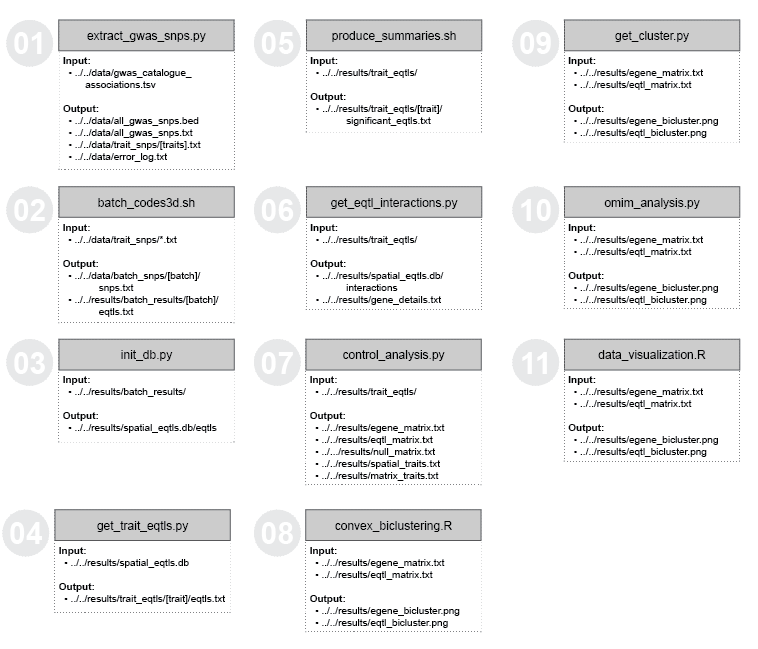 01
extract_gwas_snps.py
Input:
• ../../data/gwas_catalogue_
associations.tsv
Output:
• ../../data/all_gwas_snps.bed
• ../../data/all_gwas_snps.txt
• ../../data/trait_snps/[traits].txt
• ../../data/error_log.txt
02
batch_codes3d.sh
Input:
• ../../data/trait_snps/*.txt
Output:
• ../../data/batch_snps/[batch]/
snps.txt
• ../../results/batch_results/[batch]/
eqtls.txt
03
init_db.py
Input:
• ../../results/batch_results/
Output:
• ../../results/spatial_eqtls.db/eqtls
04
get_trait_eqtls.py
Input:
• ../../results/spatial_eqtls.db
Output:
• ../../results/trait_eqtls/[trait]/eqtls.txt
05
produce_summaries.sh
Input:
• ../../results/trait_eqtls/
Output:
• ../../results/trait_eqtls/[trait]/
significant_eqtls.txt
06
get_eqtl_interactions.py
Input:
• ../../results/trait_eqtls/
Output:
• ../../results/spatial_eqtls.db/
interactions
• ../../results/gene_details.txt
07
control_analysis.py
Input:
• ../../results/trait_eqtls/
Output:
• ../../results/egene_matrix.txt
• ../../results/eqtl_matrix.txt
• ../.../results/null_matrix.txt
• ../../results/spatial_traits.txt
• ../../results/matrix_traits.txt
08
convex_biclustering.R
Input:
• ../../results/egene_matrix.txt
• ../../results/eqtl_matrix.txt
Output:
• ../../results/egene_bicluster.png
• ../../results/eqtl_bicluster.png
09
get_cluster.py
Input:
• ../../results/egene_matrix.txt
• ../../results/eqtl_matrix.txt
Output:
• ../../results/egene_bicluster.png
• ../../results/eqtl_bicluster.png
10
omim_analysis.py
Input:
• ../../results/egene_matrix.txt
• ../../results/eqtl_matrix.txt
Output:
• ../../results/egene_bicluster.png
• ../../results/eqtl_bicluster.png
11
data_visualization.R
Input:
• ../../results/egene_matrix.txt
• ../../results/eqtl_matrix.txt
Output:
• ../../results/egene_bicluster.png
• ../../results/eqtl_bicluster.png